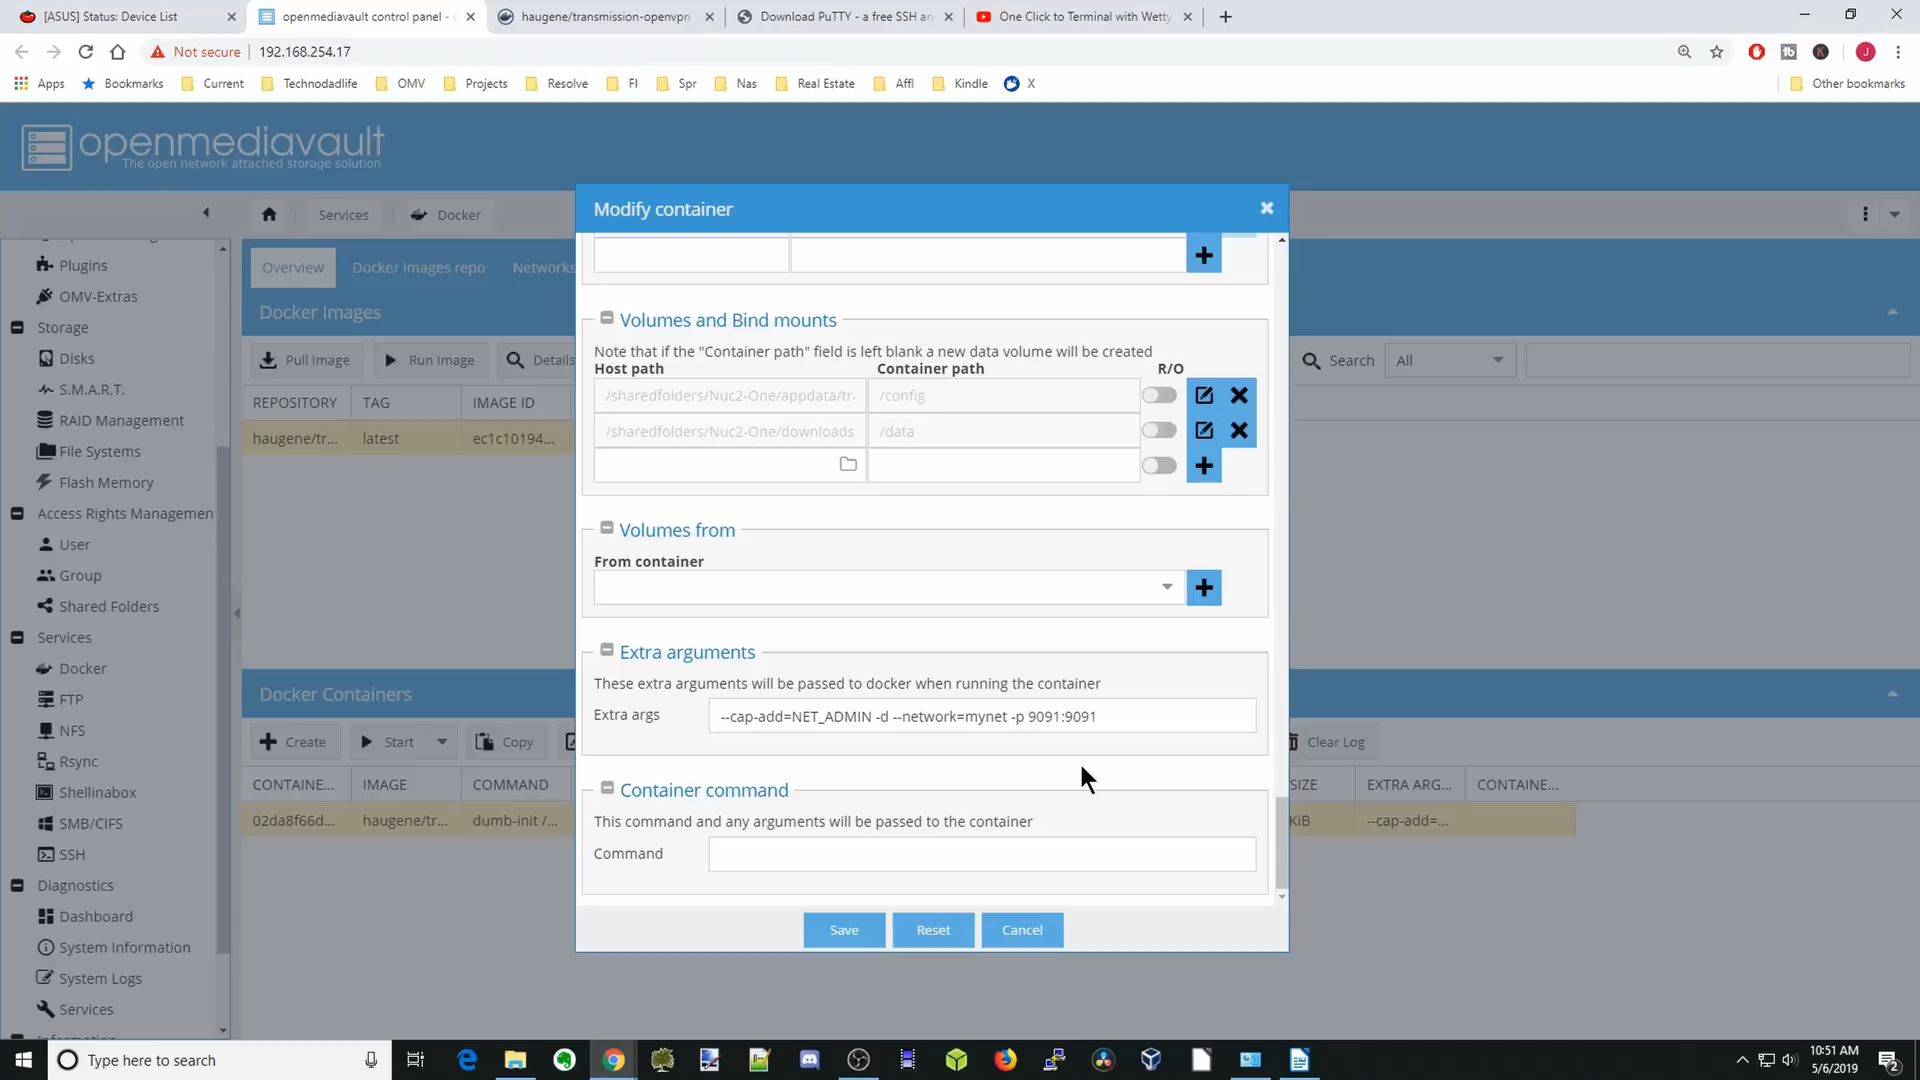 [ASUS] Status: Device List
openmediavault control panel - c
haugene/transmission-openvpn
Download PuTTY - a free SSH an
One Click to Terminal with Wetty
Not secure
192.168.254.17
Apps
Bookmarks
Current
Technodadlife
OMV
Projects
Resolve
FI
Spr
Nas
Real Estate
Affl
Kindle
X
Other bookmarks
openmediavault
The open network attached storage solution
Services
Docker
Plugins
OMV-Extras
Storage
Disks
S.M.A.R.T.
RAID Management
File Systems
Flash Memory
Access Rights Managemen
User
Group
Shared Folders
Services
Docker
FTP
NFS
Rsync
Shellinabox
SMB/CIFS
SSH
Diagnostics
Dashboard
System Information
System Logs
Services
Overview
Docker images repo
Networks
Docker Images
Pull Image
Run Image
Details
Search
All
REPOSITORY
TAG
IMAGE ID
haugene/tr...
latest
ec1c10194...
Docker Containers
Create
Start
Copy
Clear Log
CONTAINE...
IMAGE
COMMAND
SIZE
EXTRA ARG...
CONTAINE...
02da8f66d...
haugene/tr...
dumb-init /...
KiB
--cap-add=...
Modify container
Volumes and Bind mounts
Note that if the "Container path" field is left blank a new data volume will be created
Host path
Container path
R/O
/sharedfolders/Nuc2-One/appdata/tr
/config
/sharedfolders/Nuc2-One/downloads
/data
Volumes from
From container
Extra arguments
These extra arguments will be passed to docker when running the container
Extra args
--cap-add=NET_ADMIN -d --network=mynet -p 9091:9091
Container command
This command and any arguments will be passed to the container
Command
Save
Reset
Cancel
Type here to search
10:51 AM
5/6/2019
2